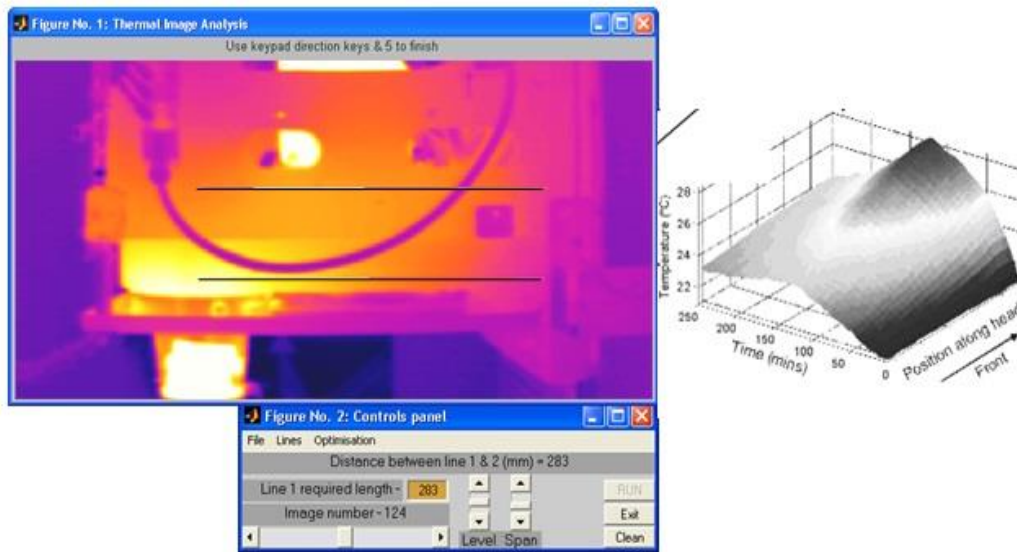 Figure No. 1: Thermal Image Analysis
Use keypad direction keys & 5 to finish
28
26
24
22
Temperature (°C)
250
200
150
100
50
0
Time (mins)
Position along head
Front
Figure No. 2: Controls panel
File Lines Optimisation
Distance between line 1 & 2 (mm) = 283
Line 1 required length - 283
RUN
Image number - 124
Exit
Level Span
Clean